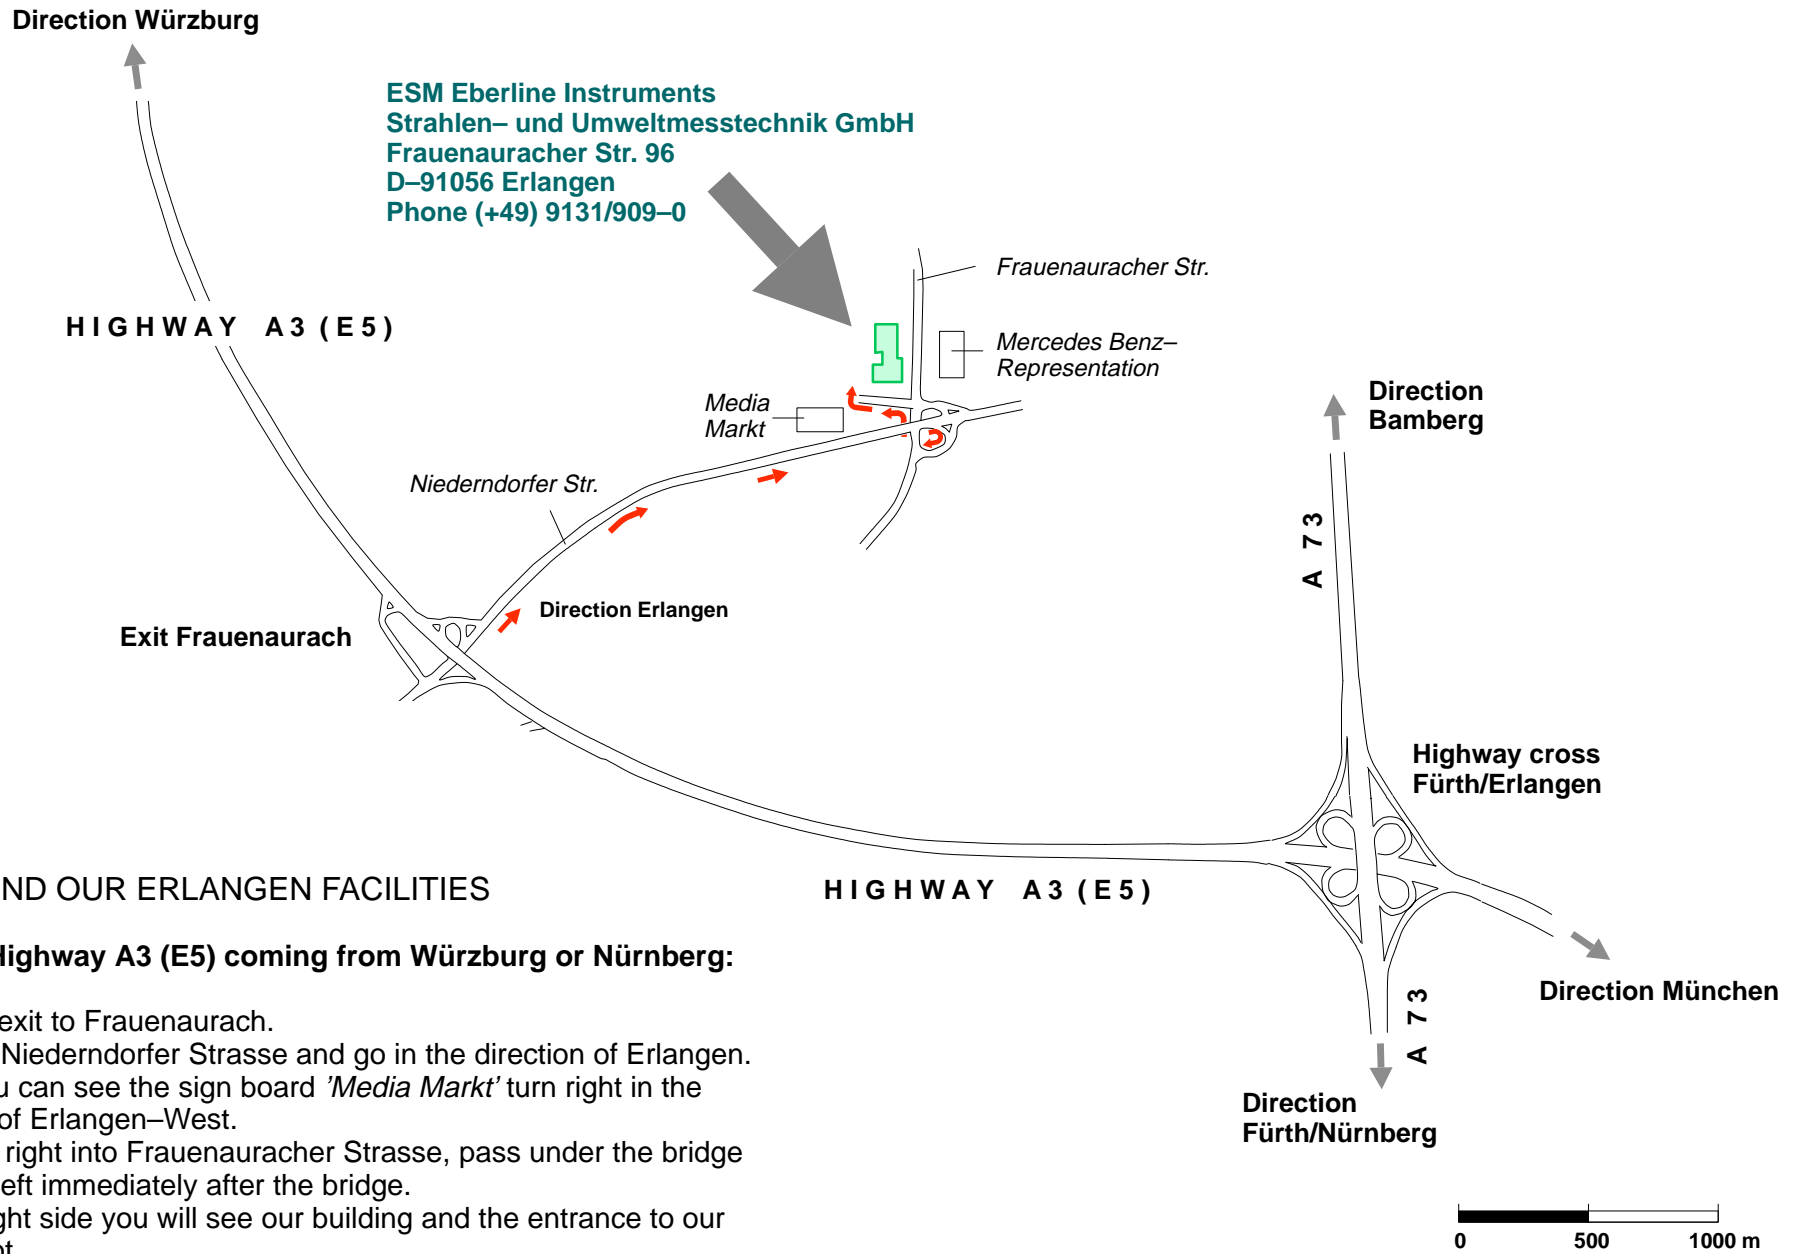 Direction Würzburg
ESM Eberline Instruments
Strahlen– und Umweltmesstechnik GmbH
Frauenauracher Str. 96
D–91056 Erlangen
Phone (+49) 9131/909–0
Frauenauracher Str.
HIGHWAY A3 (E5)
Mercedes Benz–
Representation
Media
Markt
Direction
Bamberg
Niederndorfer Str.
A 73
Direction Erlangen
Exit Frauenaurach
Highway cross
Fürth/Erlangen
HIGHWAY A3 (E5)
Direction München
A 73
Direction
Fürth/Nürnberg
ND OUR ERLANGEN FACILITIES
Highway A3 (E5) coming from Würzburg or Nürnberg:
exit to Frauenaurach.
Niederndorfer Strasse and go in the direction of Erlangen.
u can see the sign board 'Media Markt' turn right in the
of Erlangen–West.
right into Frauenauracher Strasse, pass under the bridge
eft immediately after the bridge.
ght side you will see our building and the entrance to our
0 500 1000 m